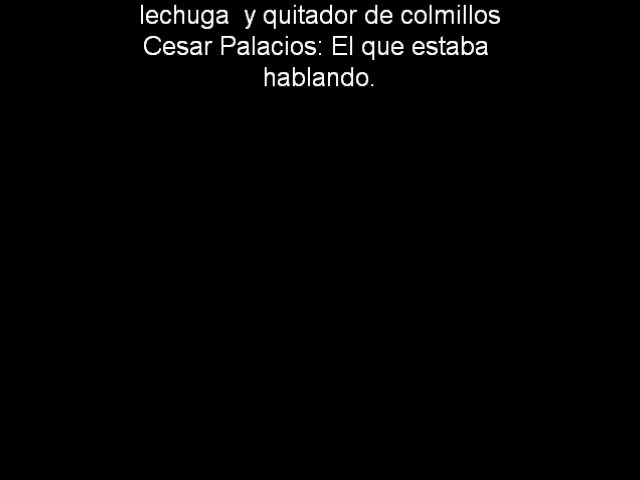 lechuga  y quitador de colmillos
Cesar Palacios: El que estaba
hablando.